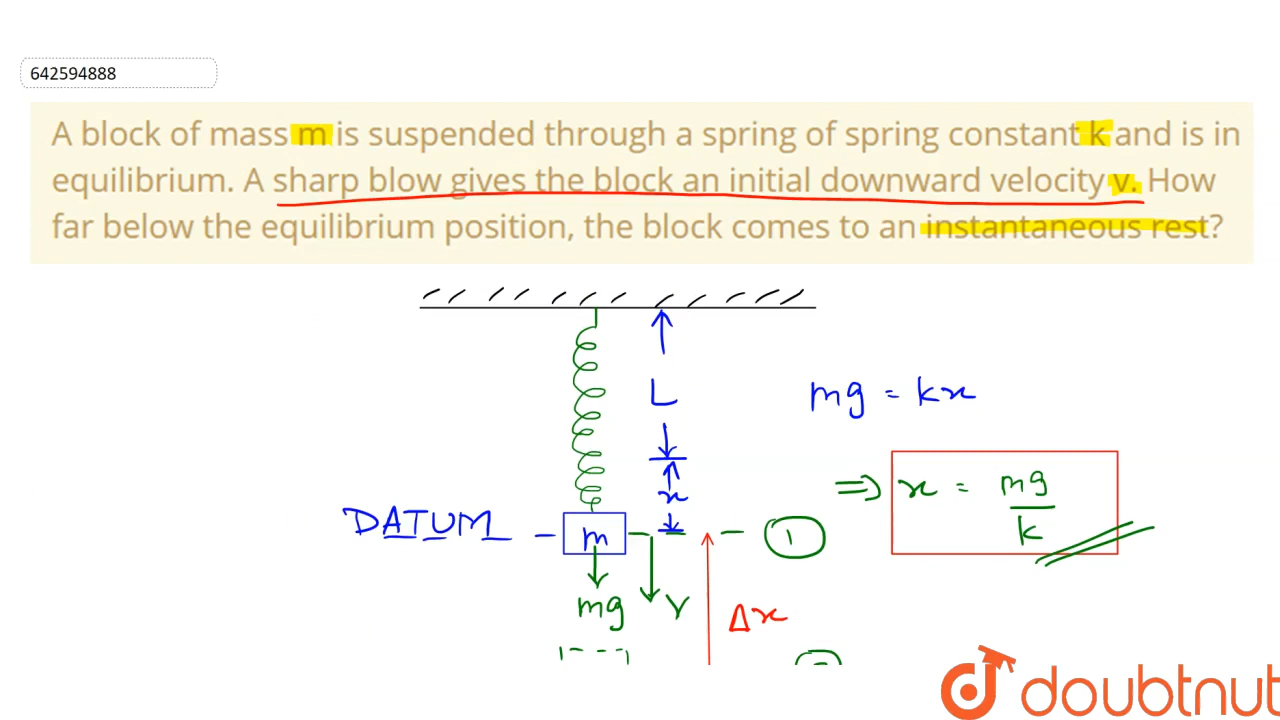 642594888
A block of mass m is suspended through a spring of spring constant k and is in
equilibrium. A sharp blow gives the block an initial downward velocity v. How
far below the equilibrium position, the block comes to an instantaneous rest?
L
mg = kx
x
⇒ x = mg/k
DATUM
m
1
mg
v
Δx
doubtnut